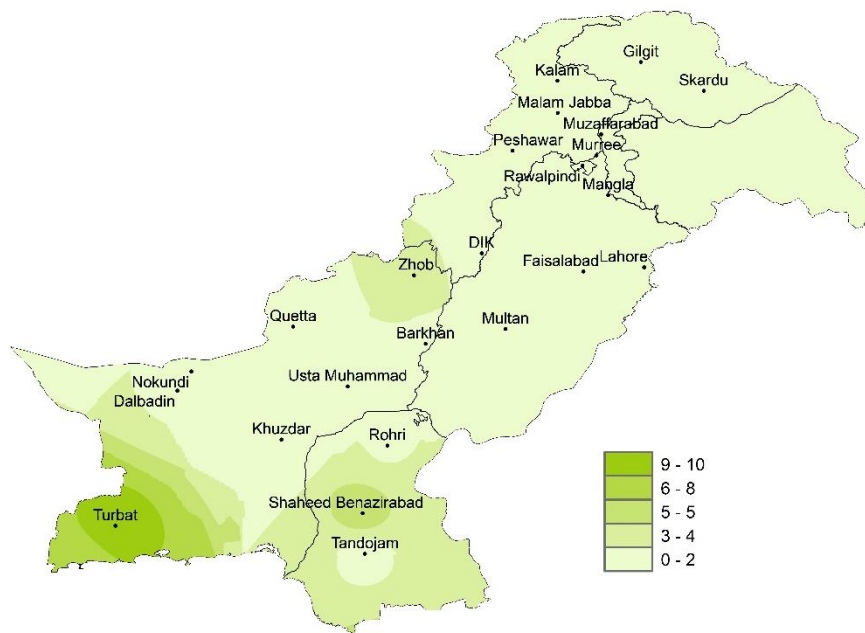 Gilgit
Kalam
Skardu
Malam Jabba
Muzaffarabad
Peshawar
Murree
Rawalpindi
Mangla
DIK
Zhob
Faisalabad
Lahore
Quetta
Multan
Barkhan
Nokundi
Usta Muhammad
Dalbadin
Khuzdar
Rohri
9 - 10
6 - 8
5 - 5
3 - 4
0 - 2
Shaheed Benazirabad
Turbat
Tandojam